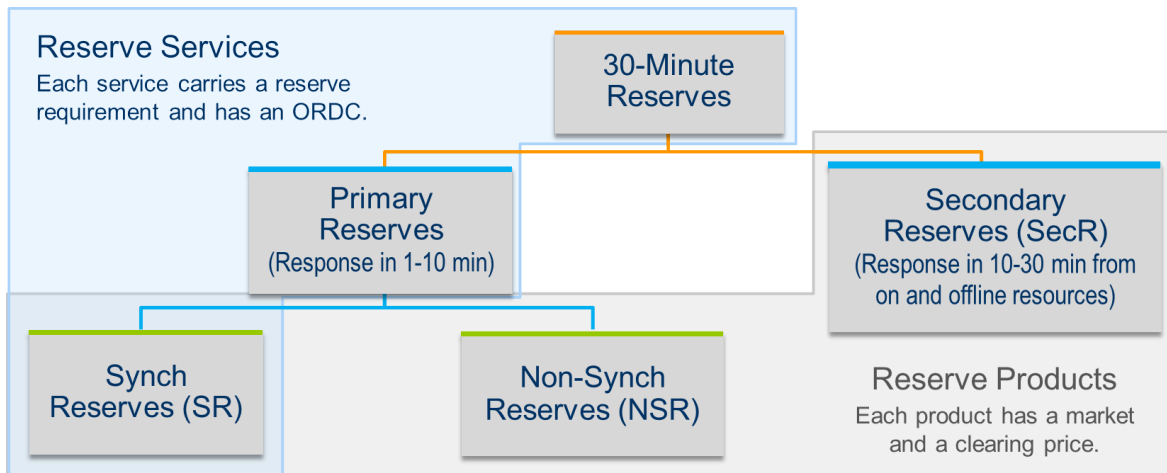 Reserve Services
Each service carries a reserve
requirement and has an ORDC.
30-Minute
Reserves
Primary
Reserves
(Response in 1-10 min)
Secondary
Reserves (SecR)
(Response in 10-30 min from
on and offline resources)
Synch
Reserves (SR)
Non-Synch
Reserves (NSR)
Reserve Products
Each product has a market
and a clearing price.